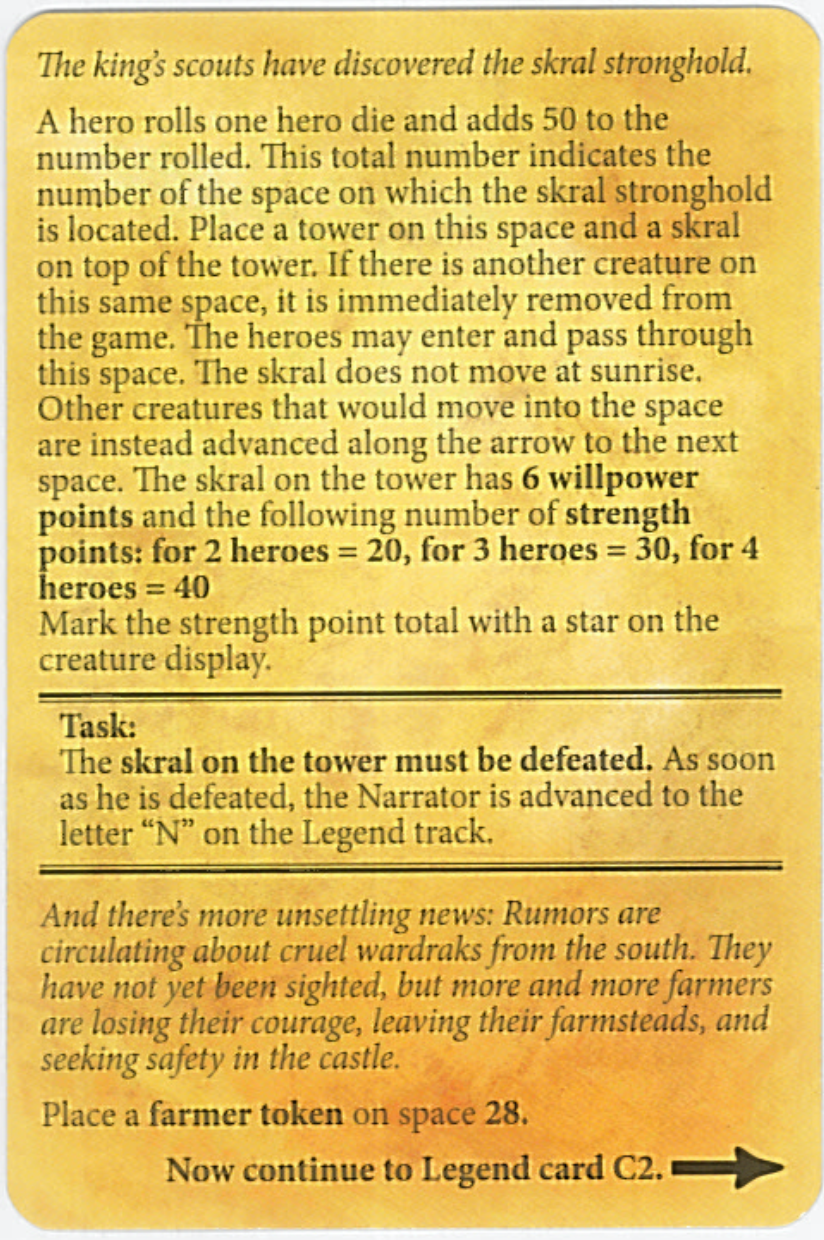 The king's scouts have discovered the skral stronghold.
A hero rolls one hero die and adds 50 to the
number rolled. This total number indicates the
number of the space on which the skral stronghold
is located. Place a tower on this space and a skral
on top of the tower. If there is another creature on
this same space, it is immediately removed from
the game. The heroes may enter and pass through
this space. The skral does not move at sunrise.
Other creatures that would move into the space
are instead advanced along the arrow to the next
space. The skral on the tower has 6 willpower
points and the following number of strength
points: for 2 heroes = 20, for 3 heroes = 30, for 4
heroes = 40
Mark the strength point total with a star on the
creature display.
Task:
The skral on the tower must be defeated. As soon
as he is defeated, the Narrator is advanced to the
letter “N” on the Legend track.
And there's more unsettling news: Rumors are
circulating about cruel wardraks from the south. They
have not yet been sighted, but more and more farmers
are losing their courage, leaving their farmsteads, and
seeking safety in the castle.
Place a farmer token on space 28.
Now continue to Legend card C2.